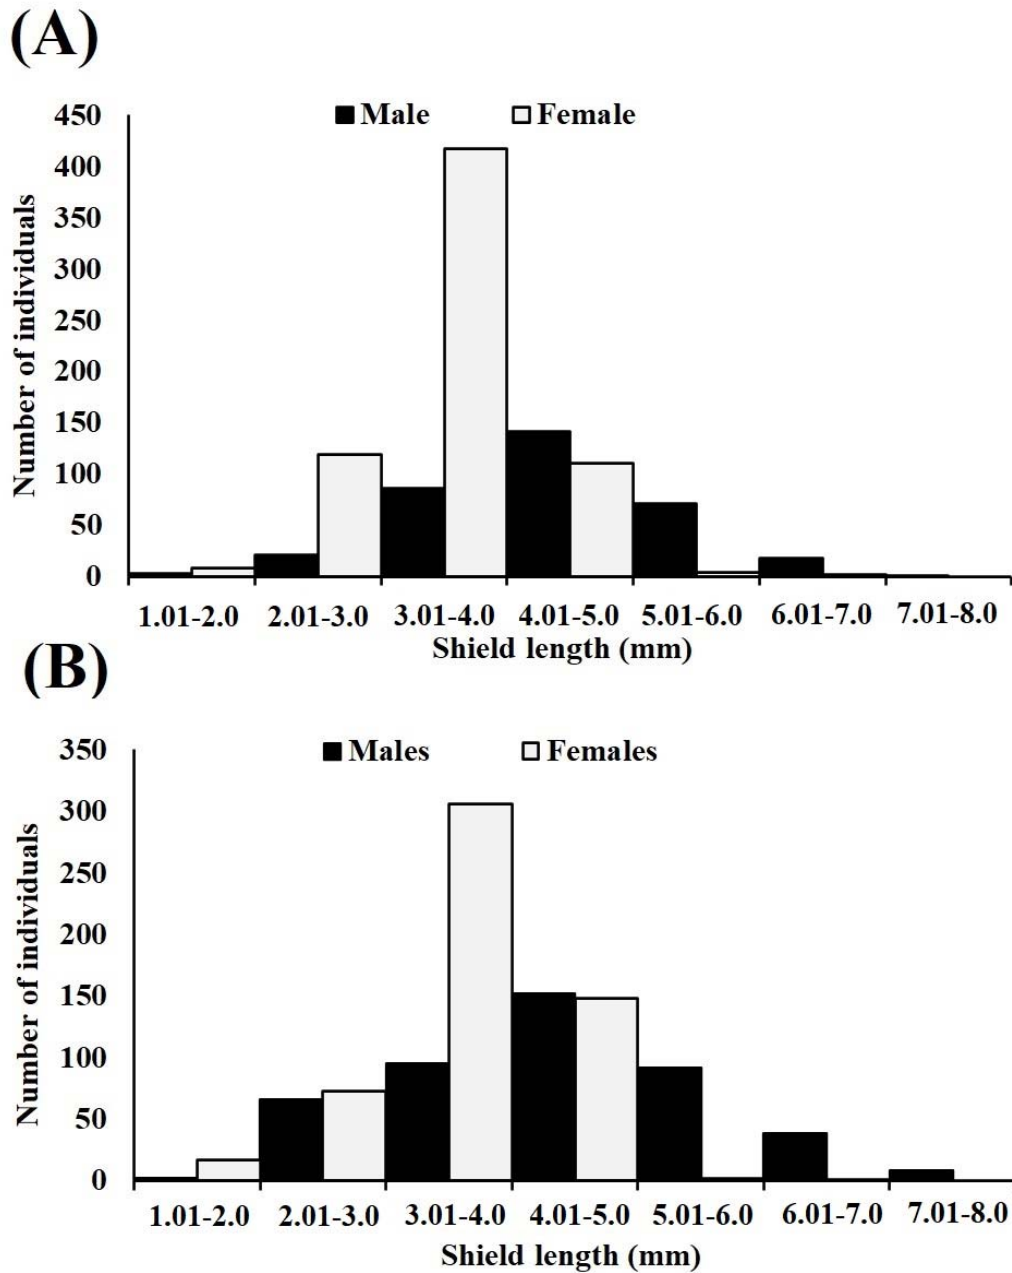 (A)
Male Female
450
400
350
300
250
200
150
100
50
0
Number of individuals
1.01-2.0 2.01-3.0 3.01-4.0 4.01-5.0 5.01-6.0 6.01-7.0 7.01-8.0
Shield length (mm)
(B)
Males Females
350
300
250
200
150
100
50
0
Number of individuals
1.01-2.0 2.01-3.0 3.01-4.0 4.01-5.0 5.01-6.0 6.01-7.0 7.01-8.0
Shield length (mm)